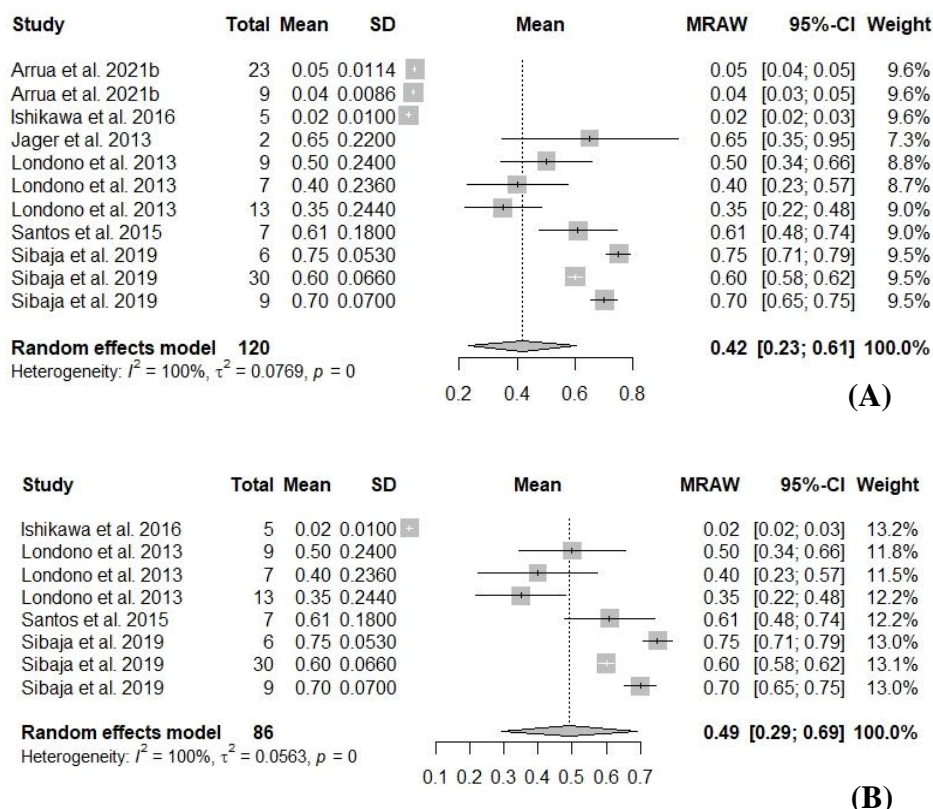 Study Total Mean SD Mean MRAW 95%-CI Weight
Arrua et al. 2021b 23 0.05 0.0114 0.05 [0.04; 0.05] 9.6%
Arrua et al. 2021b 9 0.04 0.0086 0.04 [0.03; 0.05] 9.6%
Ishikawa et al. 2016 5 0.02 0.0100 0.02 [0.02; 0.03] 9.6%
Jager et al. 2013 2 0.65 0.2200 0.65 [0.35; 0.95] 7.3%
Londono et al. 2013 9 0.50 0.2400 0.50 [0.34; 0.66] 8.8%
Londono et al. 2013 7 0.40 0.2360 0.40 [0.23; 0.57] 8.7%
Londono et al. 2013 13 0.35 0.2440 0.35 [0.22; 0.48] 9.0%
Santos et al. 2015 7 0.61 0.1800 0.61 [0.48; 0.74] 9.0%
Sibaja et al. 2019 6 0.75 0.0530 0.75 [0.71; 0.79] 9.5%
Sibaja et al. 2019 30 0.60 0.0660 0.60 [0.58; 0.62] 9.5%
Sibaja et al. 2019 9 0.70 0.0700 0.70 [0.65; 0.75] 9.5%
Random effects model 120 0.42 [0.23; 0.61] 100.0%
Heterogeneity: I² = 100%, τ² = 0.0769, p = 0
0.2 0.4 0.6 0.8
(A)
Study Total Mean SD Mean MRAW 95%-CI Weight
Ishikawa et al. 2016 5 0.02 0.0100 0.02 [0.02; 0.03] 13.2%
Londono et al. 2013 9 0.50 0.2400 0.50 [0.34; 0.66] 11.8%
Londono et al. 2013 7 0.40 0.2360 0.40 [0.23; 0.57] 11.5%
Londono et al. 2013 13 0.35 0.2440 0.35 [0.22; 0.48] 12.2%
Santos et al. 2015 7 0.61 0.1800 0.61 [0.48; 0.74] 12.2%
Sibaja et al. 2019 6 0.75 0.0530 0.75 [0.71; 0.79] 13.0%
Sibaja et al. 2019 30 0.60 0.0660 0.60 [0.58; 0.62] 13.1%
Sibaja et al. 2019 9 0.70 0.0700 0.70 [0.65; 0.75] 13.0%
Random effects model 86 0.49 [0.29; 0.69] 100.0%
Heterogeneity: I² = 100%, τ² = 0.0563, p = 0
0.1 0.2 0.3 0.4 0.5 0.6 0.7
(B)